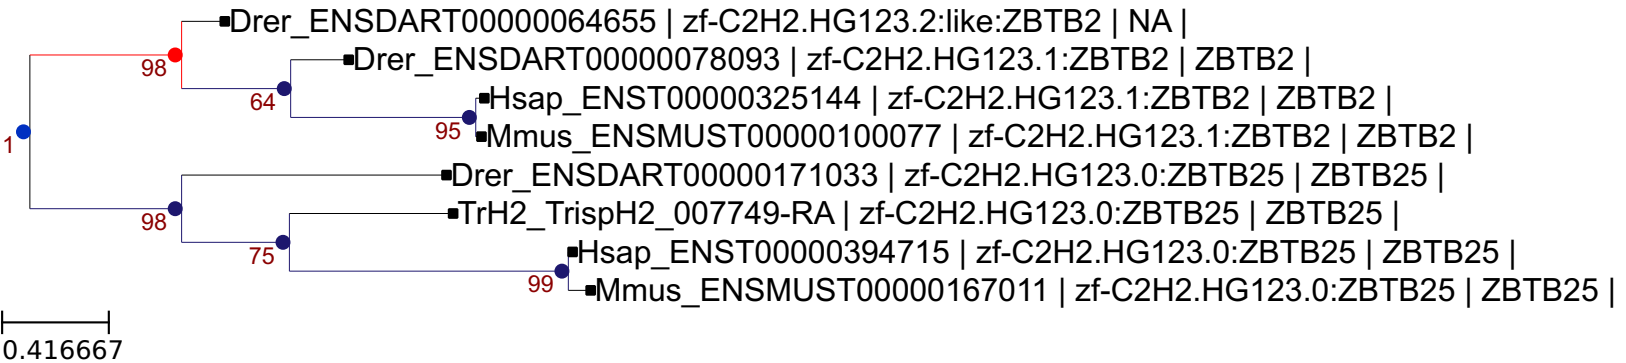 Drer_ENSDART00000064655 | zf-C2H2.HG123.2:like:ZBTB2 | NA |
98
Drer_ENSDART00000078093 | zf-C2H2.HG123.1:ZBTB2 | ZBTB2 |
64
Hsap_ENST00000325144 | zf-C2H2.HG123.1:ZBTB2 | ZBTB2 |
95
Mmus_ENSMUST00000100077 | zf-C2H2.HG123.1:ZBTB2 | ZBTB2 |
1
Drer_ENSDART00000171033 | zf-C2H2.HG123.0:ZBTB25 | ZBTB25 |
98
TrH2_TrispH2_007749-RA | zf-C2H2.HG123.0:ZBTB25 | ZBTB25 |
75
Hsap_ENST00000394715 | zf-C2H2.HG123.0:ZBTB25 | ZBTB25 |
99
Mmus_ENSMUST00000167011 | zf-C2H2.HG123.0:ZBTB25 | ZBTB25 |
0.416667